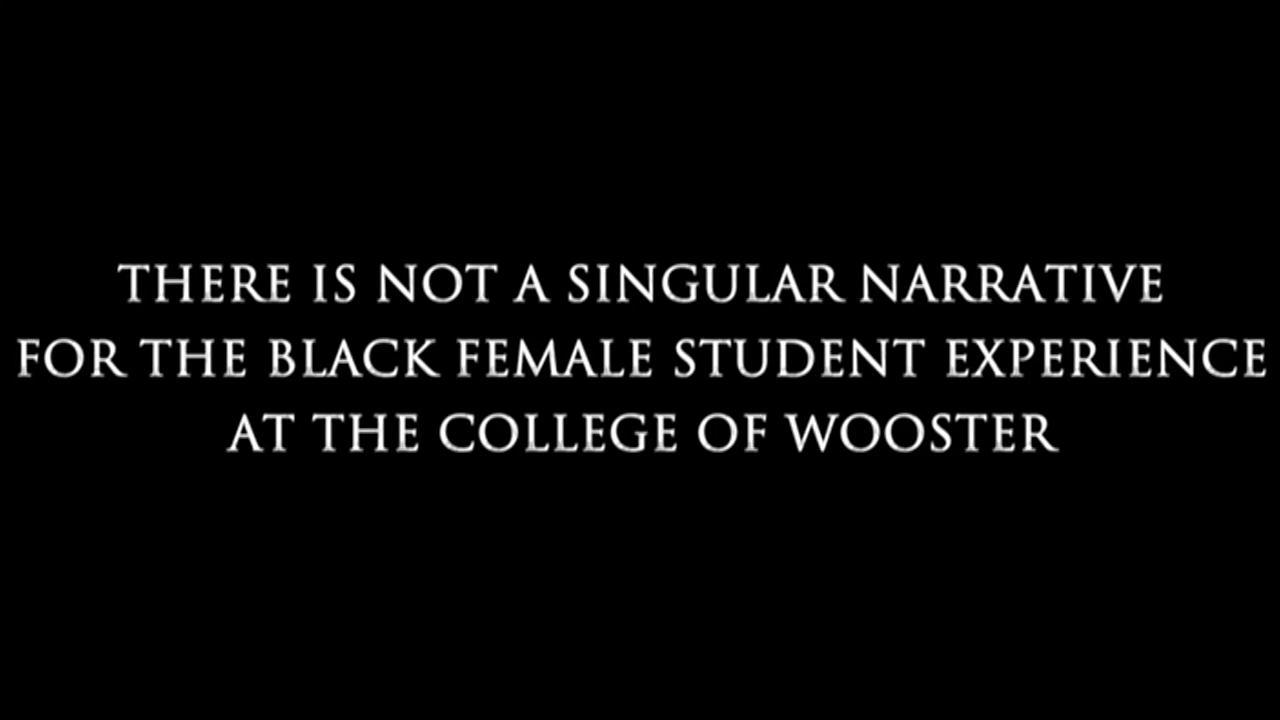 THERE IS NOT A SINGULAR NARRATIVE
FOR THE BLACK FEMALE STUDENT EXPERIENCE
AT THE COLLEGE OF WOOSTER